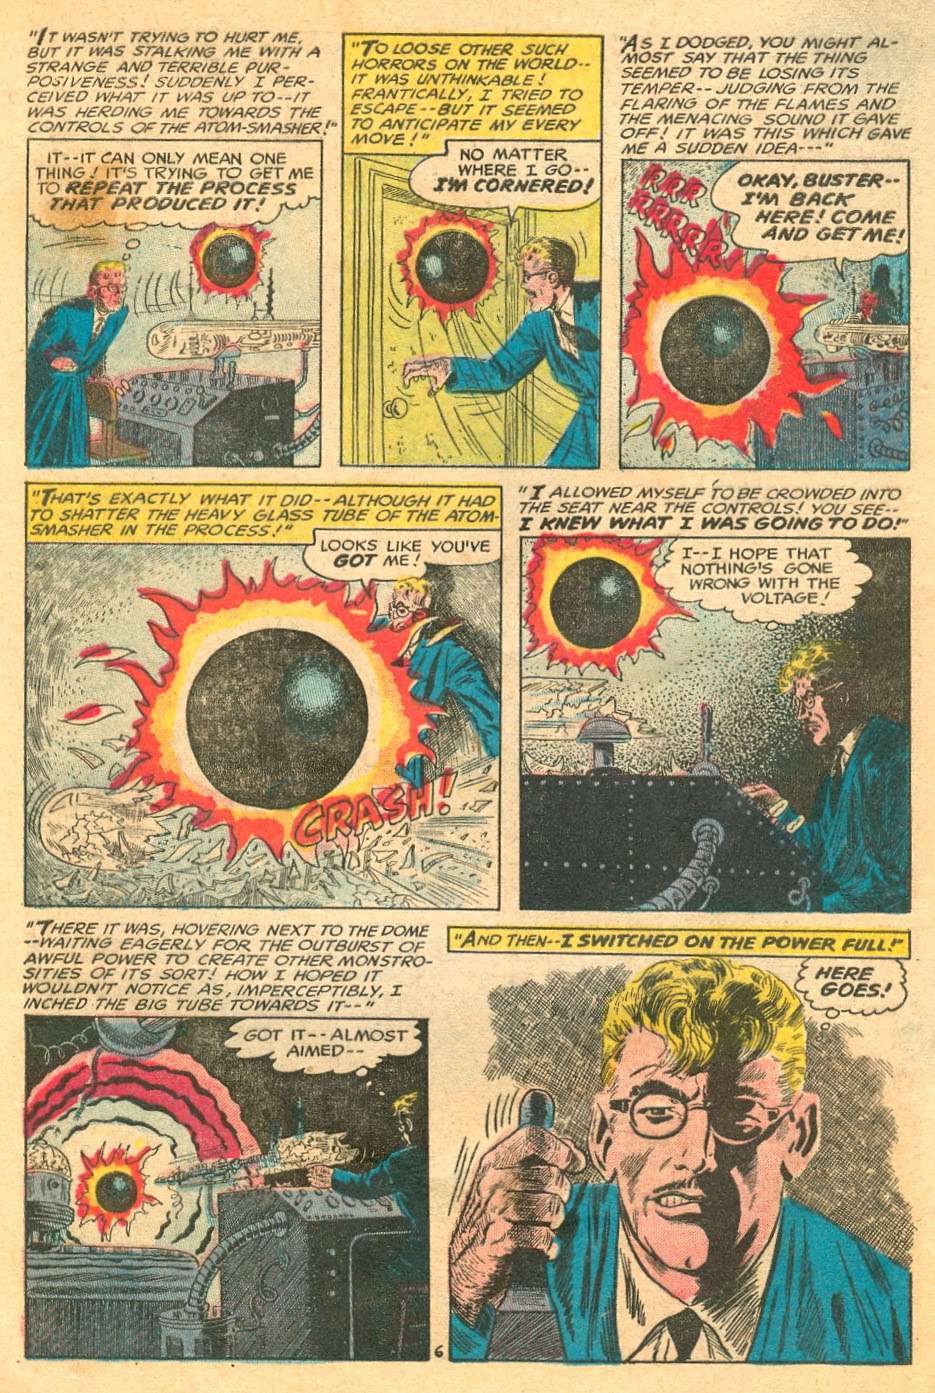 "IT WASN'T TRYING TO HURT ME,
BUT IT WAS STALKING ME WITH A
STRANGE AND TERRIBLE PUR-
POSIVENESS! SUDDENLY I PER-
CEIVED WHAT IT WAS UP TO--IT
WAS HERDING ME TOWARDS THE
CONTROLS OF THE ATOM-SMASHER!"
IT--IT CAN ONLY MEAN ONE
THING! IT'S TRYING TO GET ME
TO REPEAT THE PROCESS
THAT PRODUCED IT!
"TO LOOSE OTHER SUCH
HORRORS ON THE WORLD--
IT WAS UNTHINKABLE!
FRANTICALLY, I TRIED TO
ESCAPE--BUT IT SEEMED
TO ANTICIPATE MY EVERY
MOVE!"
NO MATTER
WHERE I GO--
I'M CORNERED!
"AS I DODGED, YOU MIGHT AL-
MOST SAY THAT THE THING
SEEMED TO BE LOSING ITS
TEMPER--JUDGING FROM THE
FLARING OF THE FLAMES AND
THE MENACING SOUND IT GAVE
OFF! IT WAS THIS WHICH GAVE
ME A SUDDEN IDEA---"
RRR
RRRRRR
OKAY, BUSTER--
I'M BACK
HERE! COME
AND GET ME!
"THAT'S EXACTLY WHAT IT DID--ALTHOUGH IT HAD
TO SHATTER THE HEAVY GLASS TUBE OF THE ATOM-
SMASHER IN THE PROCESS!"
LOOKS LIKE YOU'VE
GOT ME!
CRASH!
"I ALLOWED MYSELF TO BE CROWDED INTO
THE SEAT NEAR THE CONTROLS! YOU SEE--
I KNEW WHAT I WAS GOING TO DO!"
I--I HOPE THAT
NOTHING'S GONE
WRONG WITH THE
VOLTAGE!
"THERE IT WAS, HOVERING NEXT TO THE DOME
--WAITING EAGERLY FOR THE OUTBURST OF
AWFUL POWER TO CREATE OTHER MONSTRO-
SITIES OF ITS SORT! HOW I HOPED IT
WOULDN'T NOTICE AS, IMPERCEPTIBLY, I
INCHED THE BIG TUBE TOWARDS IT--"
GOT IT--ALMOST
AIMED--
"AND THEN--I SWITCHED ON THE POWER FULL!"
HERE
GOES!
6